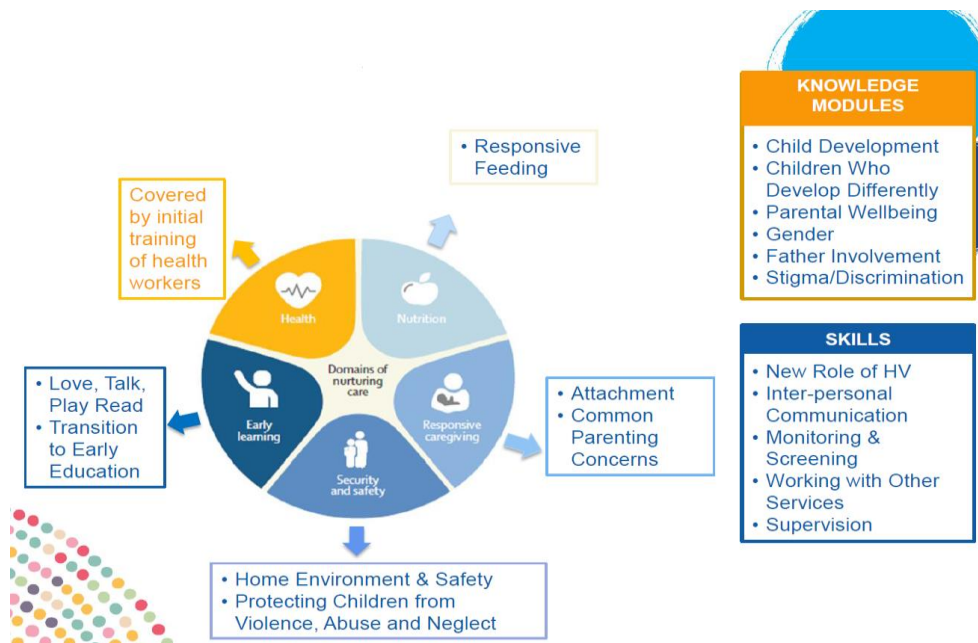 • Responsive
Feeding
Covered
by initial
training
of health
workers
Health
Nutrition
Domains of
nurturing
care
Early
learning
Responsive
caregiving
Security
and safety
• Love, Talk,
Play Read
• Transition
to Early
Education
• Attachment
• Common
Parenting
Concerns
• Home Environment & Safety
• Protecting Children from
Violence, Abuse and Neglect
KNOWLEDGE
MODULES
• Child Development
• Children Who
Develop Differently
• Parental Wellbeing
• Gender
• Father Involvement
• Stigma/Discrimination
SKILLS
• New Role of HV
• Inter-personal
Communication
• Monitoring &
Screening
• Working with Other
Services
• Supervision